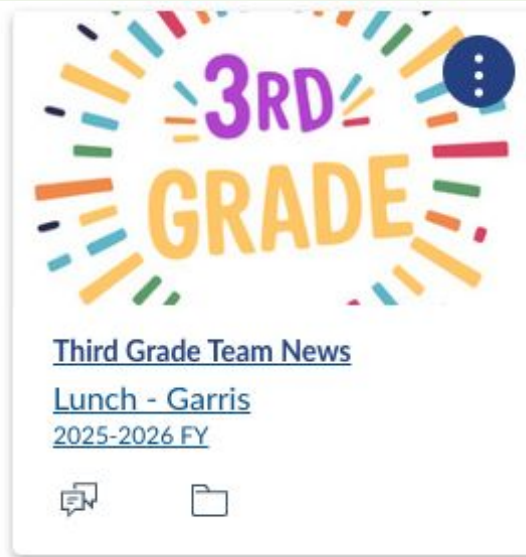 3RD
GRADE
Third Grade Team News
Lunch - Garris
2025-2026 FY